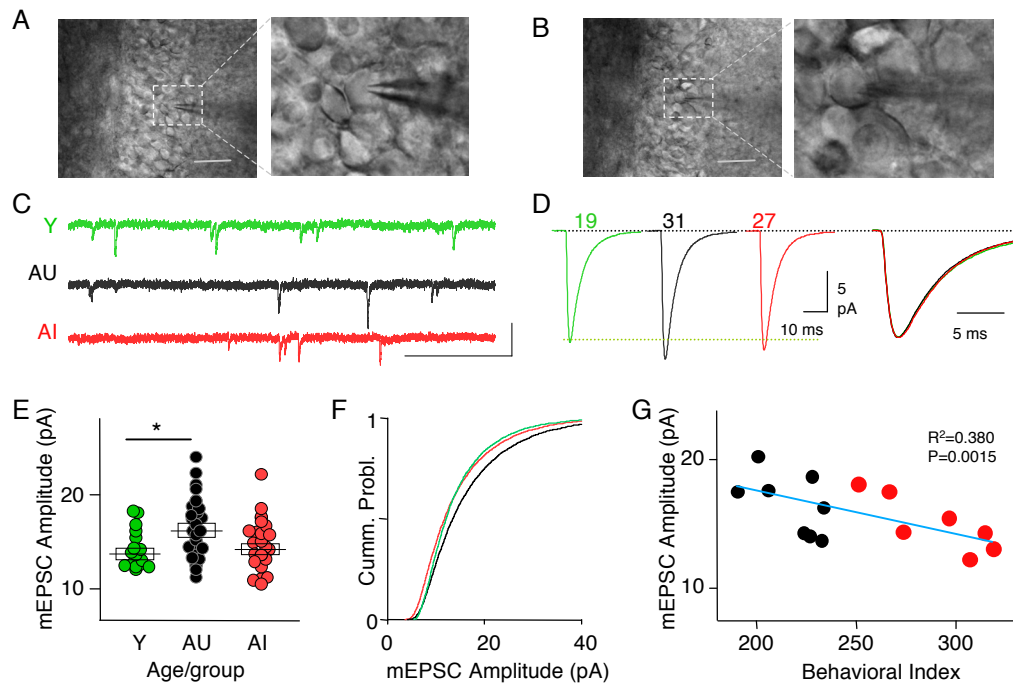 A
B
C
Y
AU
AI
D
19
31
27
5
pA
10 ms
5 ms
E
mEPSC Amplitude (pA)
20
10
*
Y
AU
AI
Age/group
F
Cumm. Probl.
1
0
0
20
40
mEPSC Amplitude (pA)
G
mEPSC Amplitude (pA)
20
10
R²=0.380
P=0.0015
200
250
300
Behavioral Index